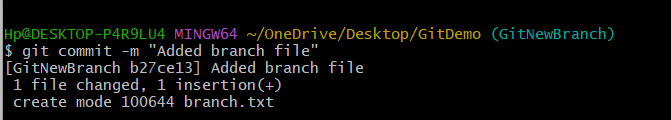 Hp@DESKTOP-P4R9LU4 MINGW64 ~/OneDrive/Desktop/GitDemo (GitNewBranch)
$ git commit -m "Added branch file"
[GitNewBranch b27ce13] Added branch file
 1 file changed, 1 insertion(+)
 create mode 100644 branch.txt